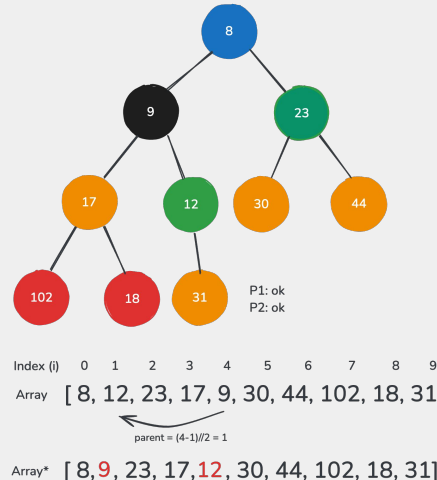 8
9
23
17
12
30
44
102
18
31
P1: ok
P2: ok
Index (i) 0 1 2 3 4 5 6 7 8 9
Array [ 8, 12, 23, 17, 9, 30, 44, 102, 18, 31
parent = (4-1)//2 = 1
Array* [ 8, 9, 23, 17, 12, 30, 44, 102, 18, 31]